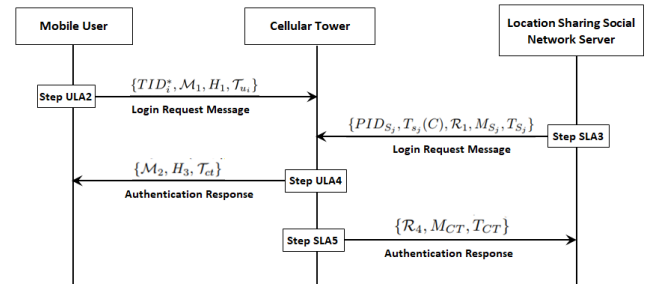 Mobile User
Cellular Tower
Location Sharing Social
Network Server
Step ULA2
{TID_i^*, M_1, H_1, T_{u_i}}
Login Request Message
{PID_{S_j}, T_{s_j}(C), R_1, M_{S_j}, T_{S_j}}
Step SLA3
Login Request Message
{M_2, H_3, T_{ct}}
Step ULA4
Authentication Response
Step SLA5
{R_4, M_{CT}, T_{CT}}
Authentication Response